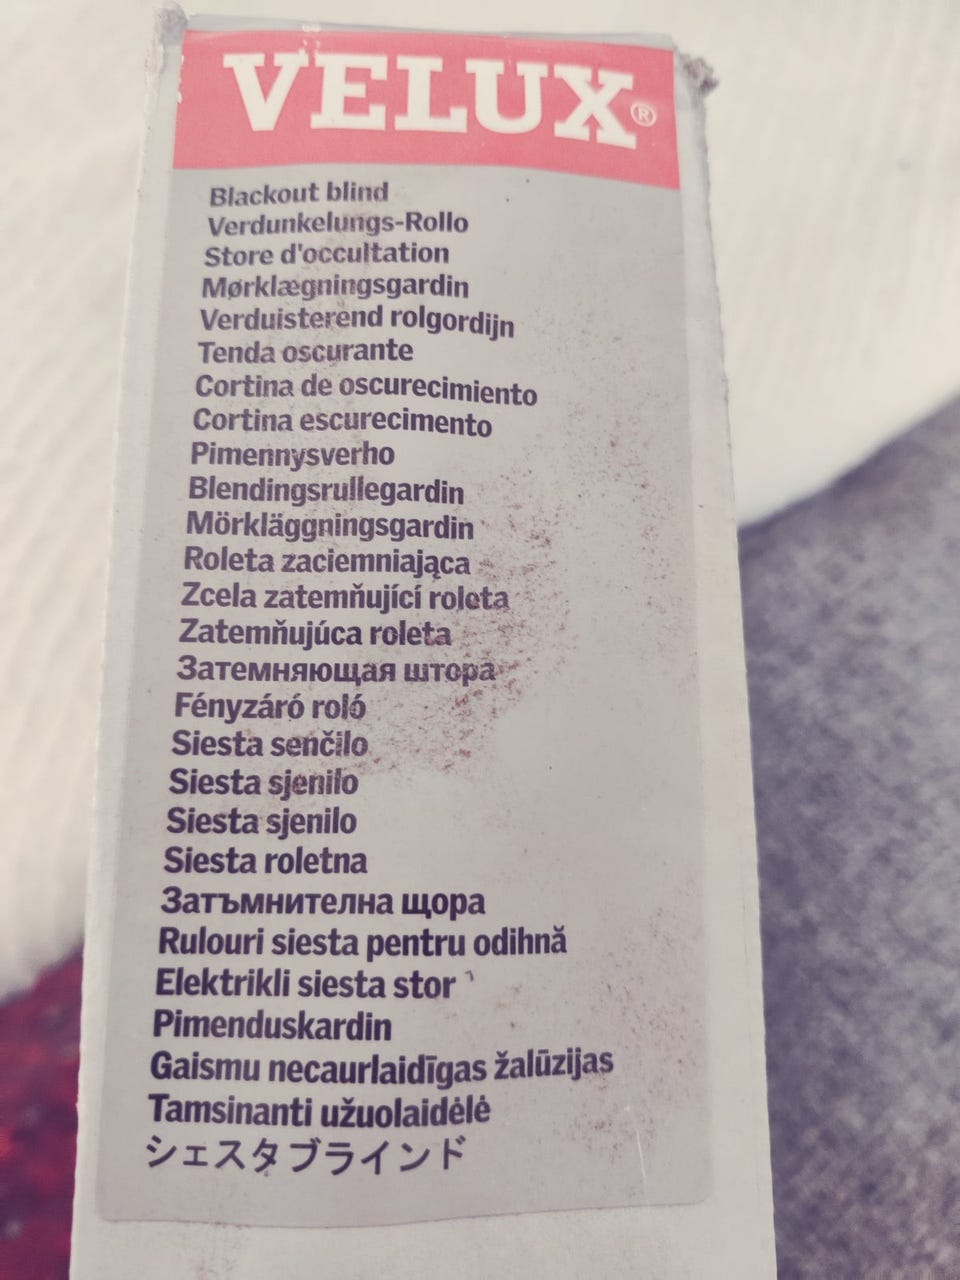 VELUX®
Blackout blind
Verdunkelungs-Rollo
Store d'occultation
Mørklægningsgardin
Verduisterend rolgordijn
Tenda oscurante
Cortina de oscurecimiento
Cortina escurecimento
Pimennysverho
Blendingsrullegardin
Mörkläggningsgardin
Roleta zaciemniająca
Zcela zatemňující roleta
Zatemňujúca roleta
Затемняющая штора
Fényzáró roló
Siesta senčilo
Siesta sjenilo
Siesta sjenilo
Siesta roletna
Затъмнителна щора
Rulouri siesta pentru odihnă
Elektrikli siesta stor
Pimenduskardin
Gaismu necaurlaidīgas žalūzijas
Tamsinanti užuolaidėlė
シエスタブラインド